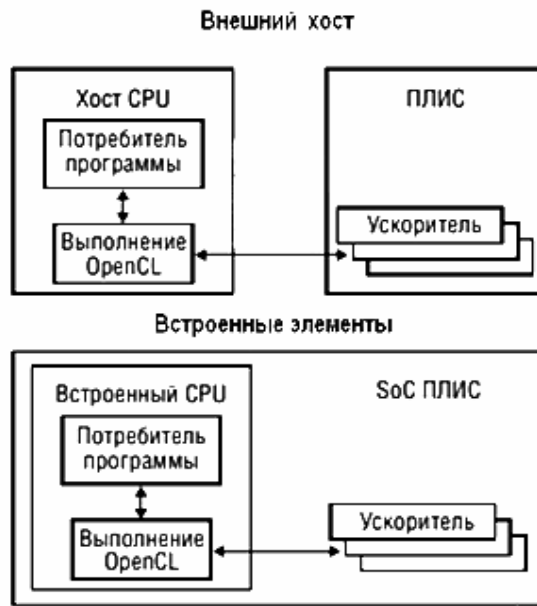 Внешний хост
Хост CPU
ПЛИС
Потребитель
программы
Выполнение
OpenCL
Ускоритель
Встроенные элементы
Встроенный CPU
SoC ПЛИС
Потребитель
программы
Выполнение
OpenCL
Ускоритель